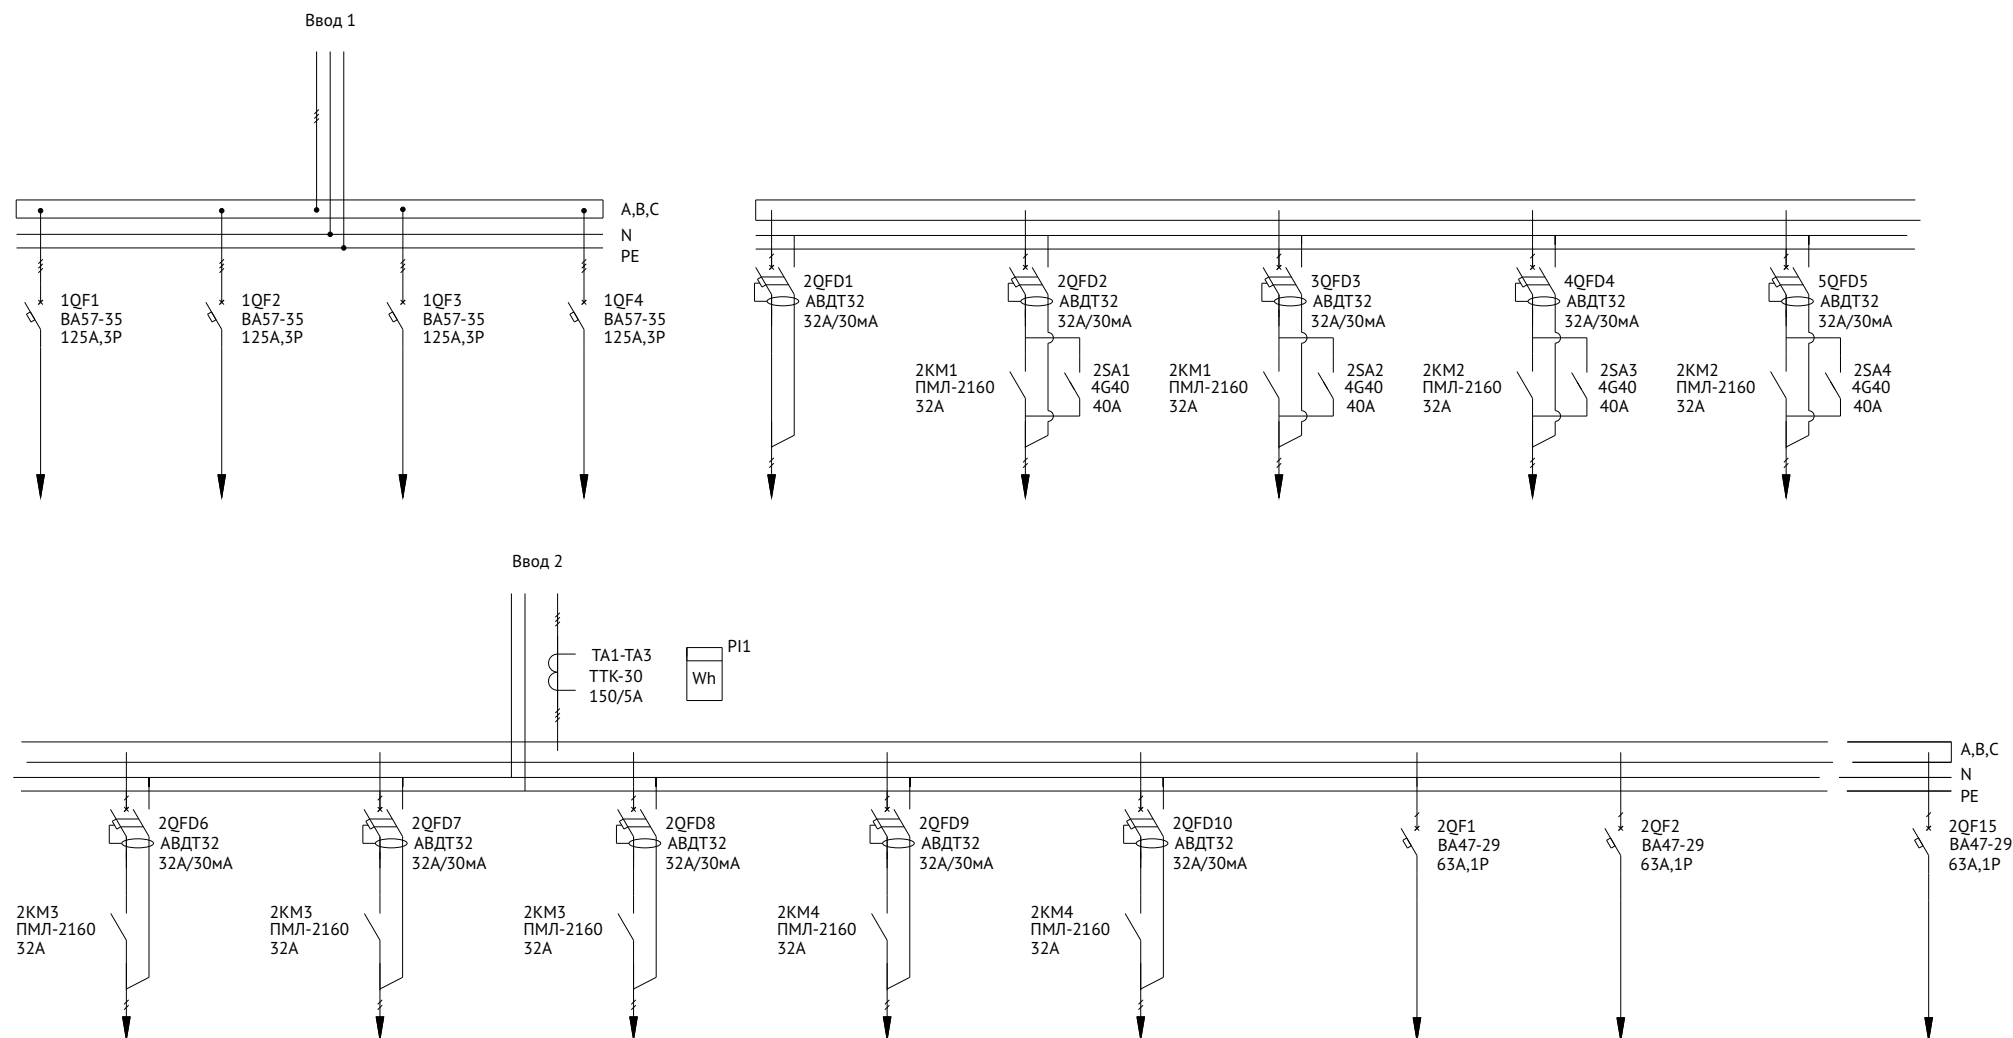 Ввод 1
A,B,C
N
PE
1QF1
ВА57-35
125А,3Р
1QF2
ВА57-35
125А,3Р
1QF3
ВА57-35
125А,3Р
1QF4
ВА57-35
125А,3Р
2QFD1
АВДТ32
32А/30мА
2QFD2
АВДТ32
32А/30мА
3QFD3
АВДТ32
32А/30мА
4QFD4
АВДТ32
32А/30мА
5QFD5
АВДТ32
32А/30мА
2КМ1
ПМЛ-2160
32А
2SA1
4G40
40А
2КМ1
ПМЛ-2160
32А
2SA2
4G40
40А
2КМ2
ПМЛ-2160
32А
2SA3
4G40
40А
2КМ2
ПМЛ-2160
32А
2SA4
4G40
40А
Ввод 2
ТА1-ТА3
ТТК-30
150/5А
PI1
Wh
A,B,C
N
PE
2QFD6
АВДТ32
32А/30мА
2QFD7
АВДТ32
32А/30мА
2QFD8
АВДТ32
32А/30мА
2QFD9
АВДТ32
32А/30мА
2QFD10
АВДТ32
32А/30мА
2QF1
ВА47-29
63А,1Р
2QF2
ВА47-29
63А,1Р
2QF15
ВА47-29
63А,1Р
2КМ3
ПМЛ-2160
32А
2КМ3
ПМЛ-2160
32А
2КМ3
ПМЛ-2160
32А
2КМ4
ПМЛ-2160
32А
2КМ4
ПМЛ-2160
32А